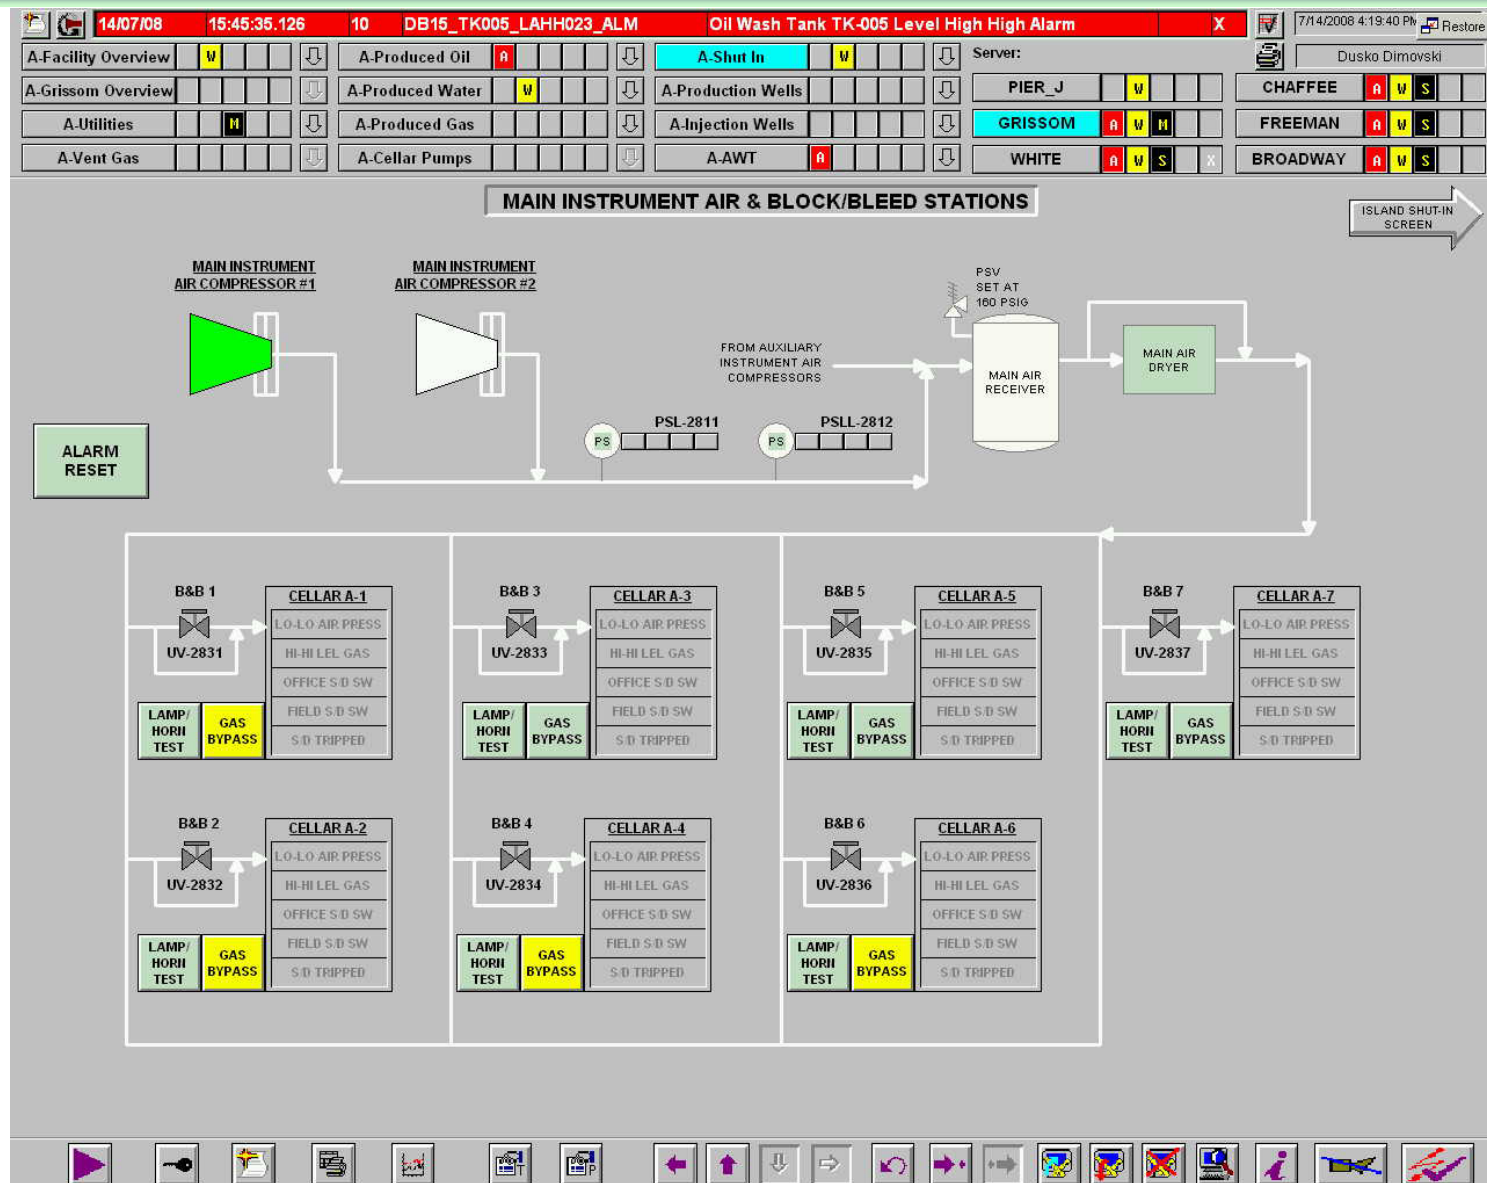 14/07/08 15:45:35.126 10 DB15_TK005_LAHH023_ALM Oil Wash Tank TK-005 Level High High Alarm X 7/14/2008 4:19:40 PM Restore
A-Facility Overview W A-Produced Oil A A-Shut In W Server: Dusko Dimovski
A-Grissom Overview A-Produced Water W A-Production Wells PIER_J W CHAFFEE A W S
A-Utilities M A-Produced Gas A-Injection Wells GRISSOM A W M FREEMAN A W S
A-Vent Gas A-Cellar Pumps A-AWT A WHITE A W S X BROADWAY A W S
MAIN INSTRUMENT AIR & BLOCK/BLEED STATIONS
ISLAND SHUT-IN
SCREEN
MAIN INSTRUMENT
AIR COMPRESSOR #1
MAIN INSTRUMENT
AIR COMPRESSOR #2
PSV
SET AT
160 PSIG
FROM AUXILIARY
INSTRUMENT AIR
COMPRESSORS
MAIN AIR
RECEIVER
MAIN AIR
DRYER
PSL-2811
PS
PSLL-2812
PS
ALARM
RESET
B&B 1
UV-2831
LAMP/
HORN
TEST
GAS
BYPASS
CELLAR A-1
LO-LO AIR PRESS
HI-HI LEL GAS
OFFICE S/D SW
FIELD S/D SW
S/D TRIPPED
B&B 3
UV-2833
LAMP/
HORN
TEST
GAS
BYPASS
CELLAR A-3
LO-LO AIR PRESS
HI-HI LEL GAS
OFFICE S/D SW
FIELD S/D SW
S/D TRIPPED
B&B 5
UV-2835
LAMP/
HORN
TEST
GAS
BYPASS
CELLAR A-5
LO-LO AIR PRESS
HI-HI LEL GAS
OFFICE S/D SW
FIELD S/D SW
S/D TRIPPED
B&B 7
UV-2837
LAMP/
HORN
TEST
GAS
BYPASS
CELLAR A-7
LO-LO AIR PRESS
HI-HI LEL GAS
OFFICE S/D SW
FIELD S/D SW
S/D TRIPPED
B&B 2
UV-2832
LAMP/
HORN
TEST
GAS
BYPASS
CELLAR A-2
LO-LO AIR PRESS
HI-HI LEL GAS
OFFICE S/D SW
FIELD S/D SW
S/D TRIPPED
B&B 4
UV-2834
LAMP/
HORN
TEST
GAS
BYPASS
CELLAR A-4
LO-LO AIR PRESS
HI-HI LEL GAS
OFFICE S/D SW
FIELD S/D SW
S/D TRIPPED
B&B 6
UV-2836
LAMP/
HORN
TEST
GAS
BYPASS
CELLAR A-6
LO-LO AIR PRESS
HI-HI LEL GAS
OFFICE S/D SW
FIELD S/D SW
S/D TRIPPED
T P i